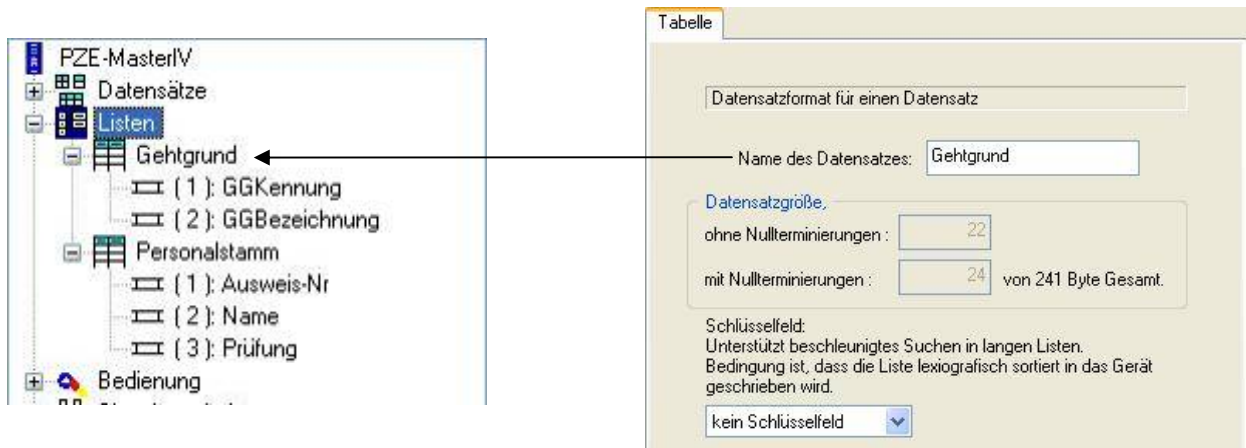 PZE-MasterIV
Datensätze
Listen
Gehtgrund
( 1 ): GGKennung
( 2 ): GGBezeichnung
Personalstamm
( 1 ): Ausweis-Nr
( 2 ): Name
( 3 ): Prüfung
Bedienung
Tabelle
Datensatzformat für einen Datensatz
Name des Datensatzes: Gehtgrund
Datensatzgröße,
ohne Nullterminierungen : 22
mit Nullterminierungen : 24 von 241 Byte Gesamt.
Schlüsselfeld:
Unterstützt beschleunigtes Suchen in langen Listen.
Bedingung ist, dass die Liste lexiografisch sortiert in das Gerät
geschrieben wird.
kein Schlüsselfeld